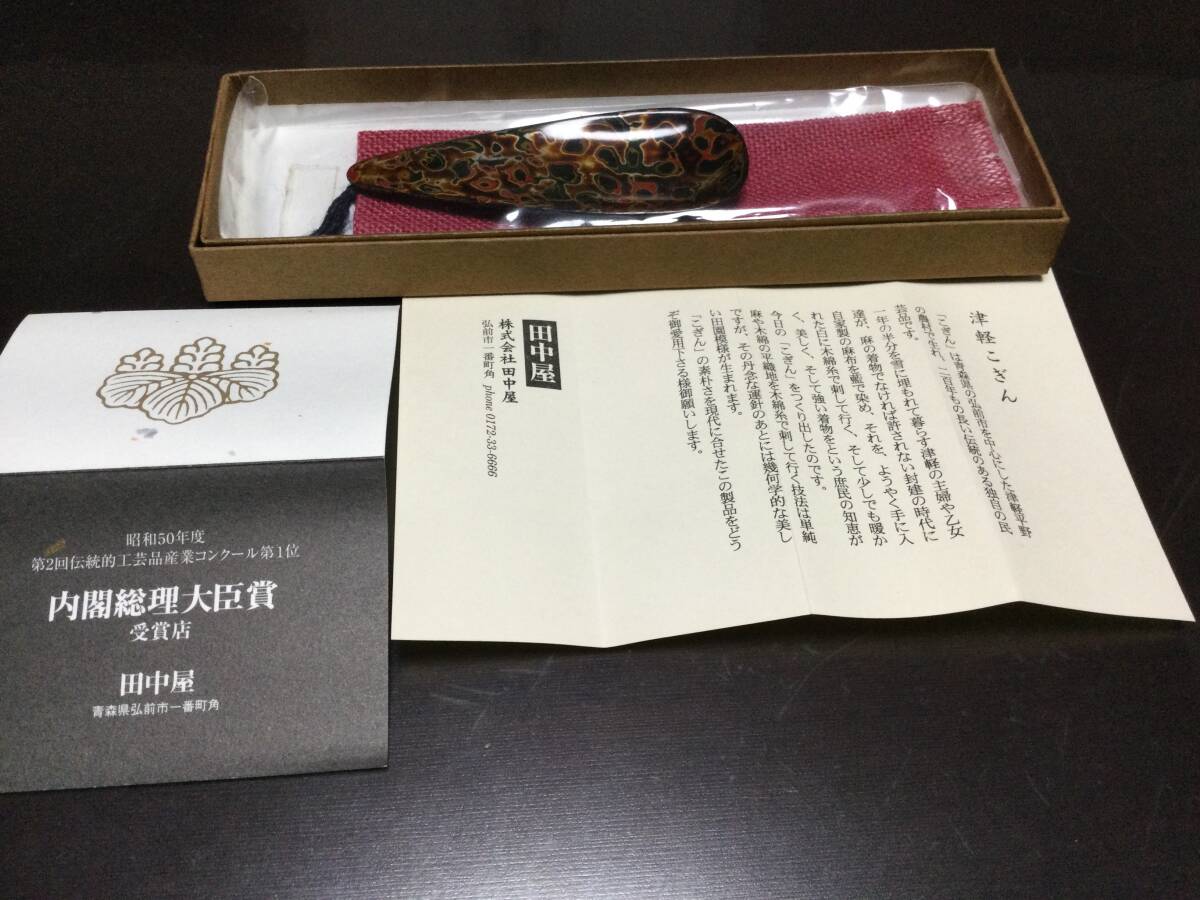 昭和50年度
第2回伝統的工芸品産業コンクール第1位
内閣総理大臣賞
受賞店
田中屋
青森県弘前市一番町角
津軽こぎん
「こぎん」は青森県の弘前市を中心にした津軽平野
の農村で生れ、二百年もの長い伝統のある独自の民
芸品です。
一年の半分を雪に埋もれて暮らす津軽の主婦や乙女
達が、麻の着物でなければ許されない封建の時代に
自家製の麻布を藍で染め、それを、ようやく手に入
れた白に木綿糸で刺して行く、そして少しでも暖か
く、美しく、そして強い着物をという庶民の知恵が
今日の「こぎん」をつくり出したのです。
麻や木綿の平織地を木綿糸で刺して行く技法は単純
ですが、その丹念な運針のあとには幾何学的な美し
い田園模様が生まれます。
「こぎん」の素朴さを現代に合せたこの製品をどう
ぞ御愛用下さる様御願いします。
田中屋
株式会社田中屋
弘前市一番町角 phone 0172-33-6666